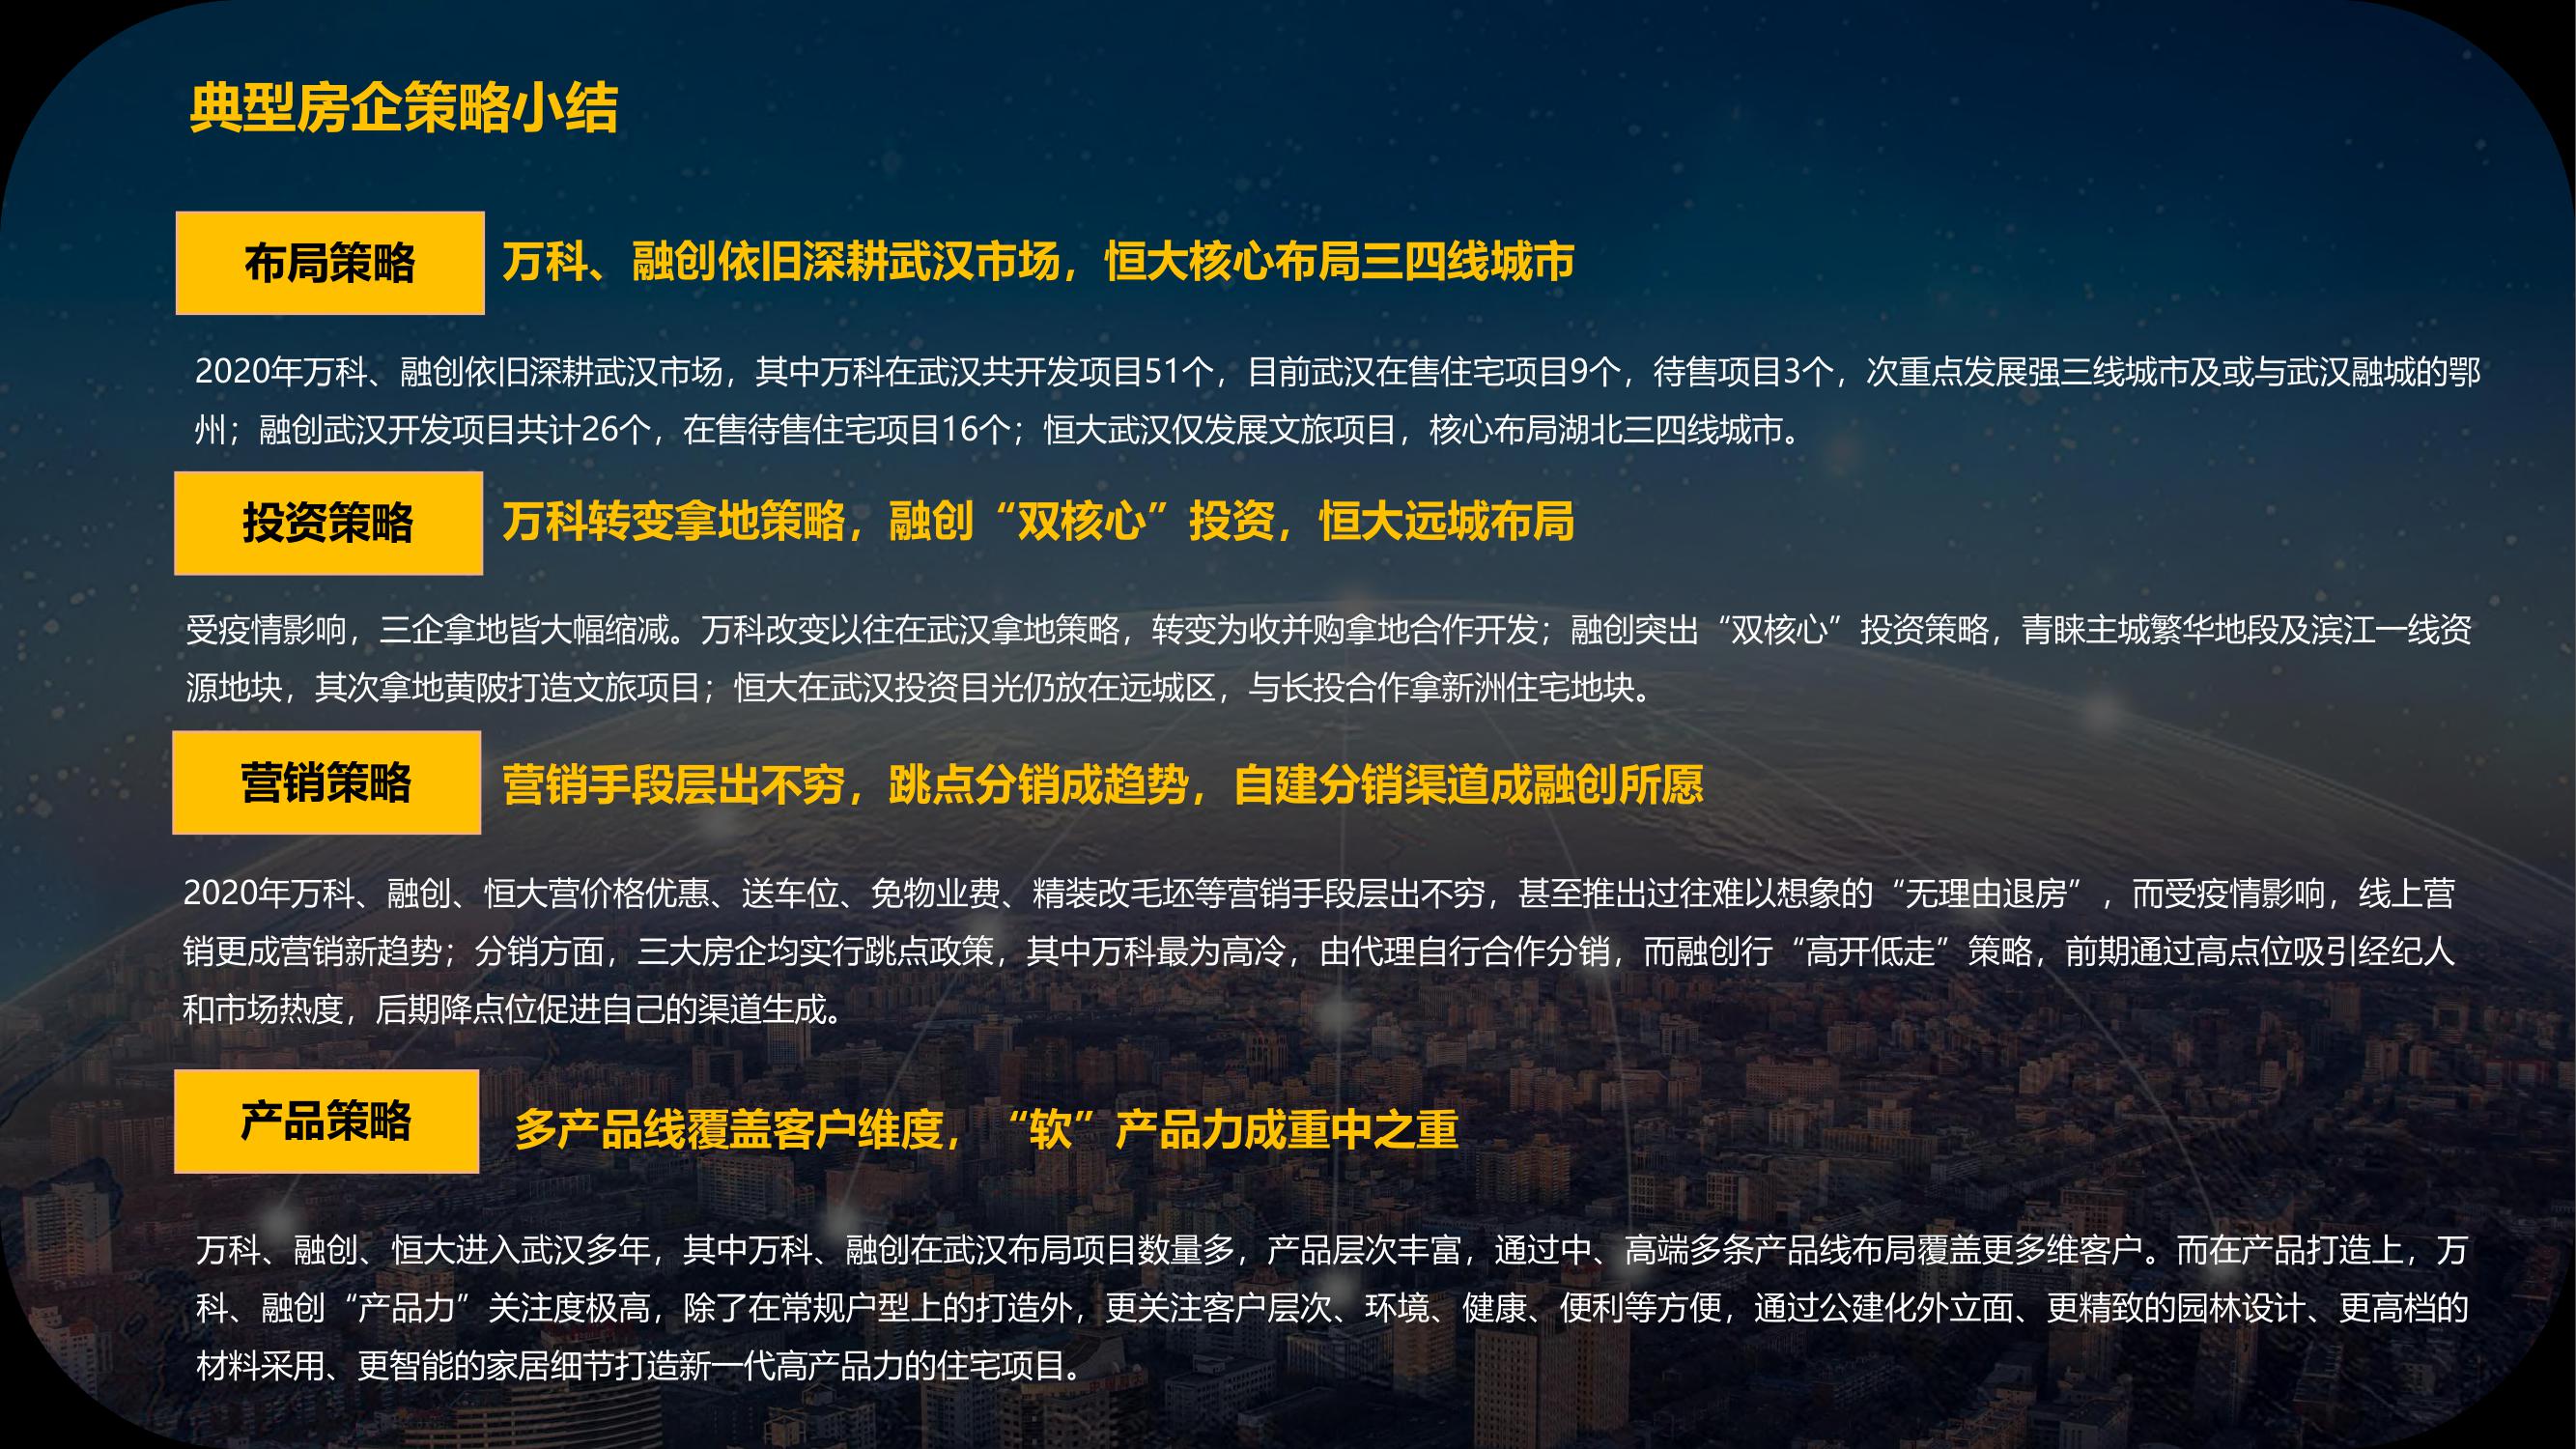 典型房企策略小结
布局策略
万科、融创依旧深耕武汉市场，恒大核心布局三四线城市
2020年万科、融创依旧深耕武汉市场，其中万科在武汉共开发项目51个，目前武汉在售住宅项目9个，待售项目3个，次重点发展强三线城市及或与武汉融城的鄂
州；融创武汉开发项目共计26个，在售待售住宅项目16个；恒大武汉仅发展文旅项目，核心布局湖北三四线城市。
投资策略
万科转变拿地策略，融创“双核心”投资，恒大远城布局
受疫情影响，三企拿地皆大幅缩减。万科改变以往在武汉拿地策略，转变为收并购拿地合作开发；融创突出“双核心”投资策略，青睐主城繁华地段及滨江一线资
源地块，其次拿地黄陂打造文旅项目；恒大在武汉投资目光仍放在远城区，与长投合作拿新洲住宅地块。
营销策略
营销手段层出不穷，跳点分销成趋势，自建分销渠道成融创所愿
2020年万科、融创、恒大营价格优惠、送车位、免物业费、精装改毛坯等营销手段层出不穷，甚至推出过往难以想象的“无理由退房”，而受疫情影响，线上营
销更成营销新趋势；分销方面，三大房企均实行跳点政策，其中万科最为高冷，由代理自行合作分销，而融创行“高开低走”策略，前期通过高点位吸引经纪人
和市场热度，后期降点位促进自己的渠道生成。
产品策略
多产品线覆盖客户维度，“软”产品力成重中之重
万科、融创、恒大进入武汉多年，其中万科、融创在武汉布局项目数量多，产品层次丰富，通过中、高端多条产品线布局覆盖更多维客户。而在产品打造上，万
科、融创“产品力”关注度极高，除了在常规户型上的打造外，更关注客户层次、环境、健康、便利等方便，通过公建化外立面、更精致的园林设计、更高档的
材料采用、更智能的家居细节打造新一代高产品力的住宅项目。